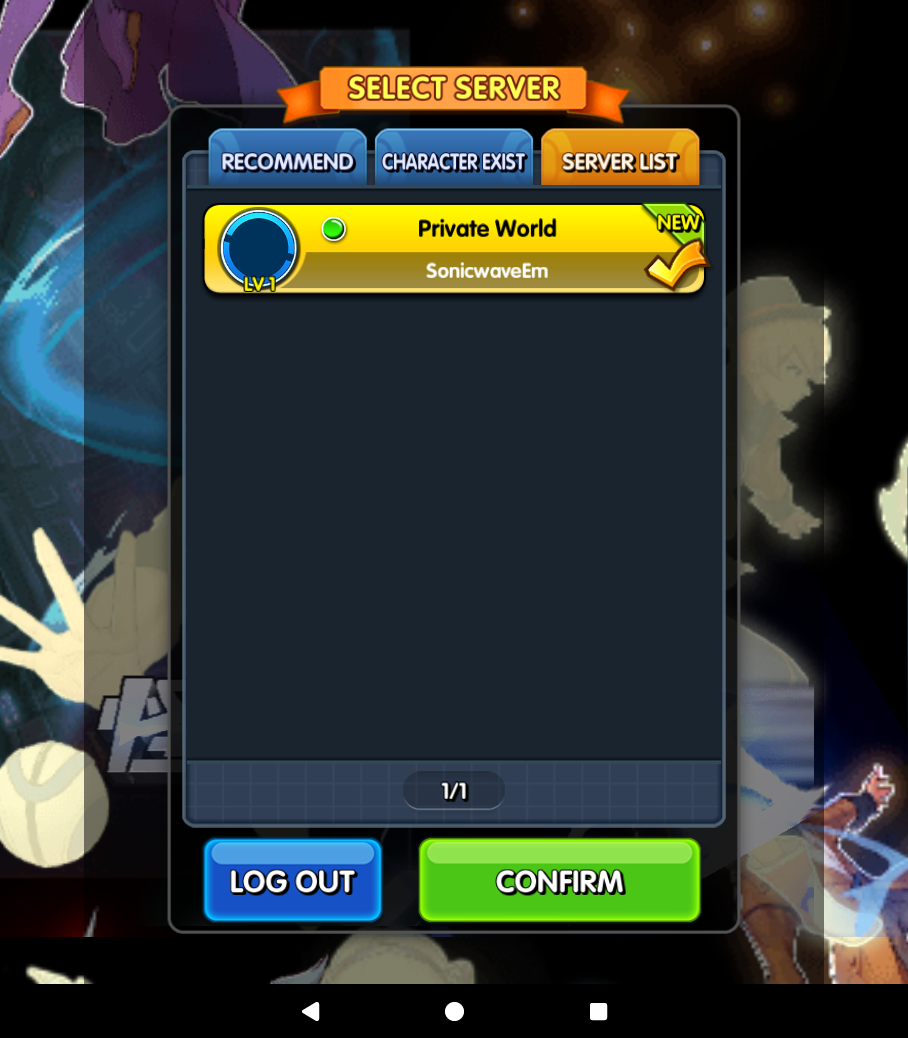 SELECT SERVER
RECOMMEND
CHARACTER EXIST
SERVER LIST
Private World
NEW
SonicwaveEm
LV 1
1/1
LOG OUT
CONFIRM